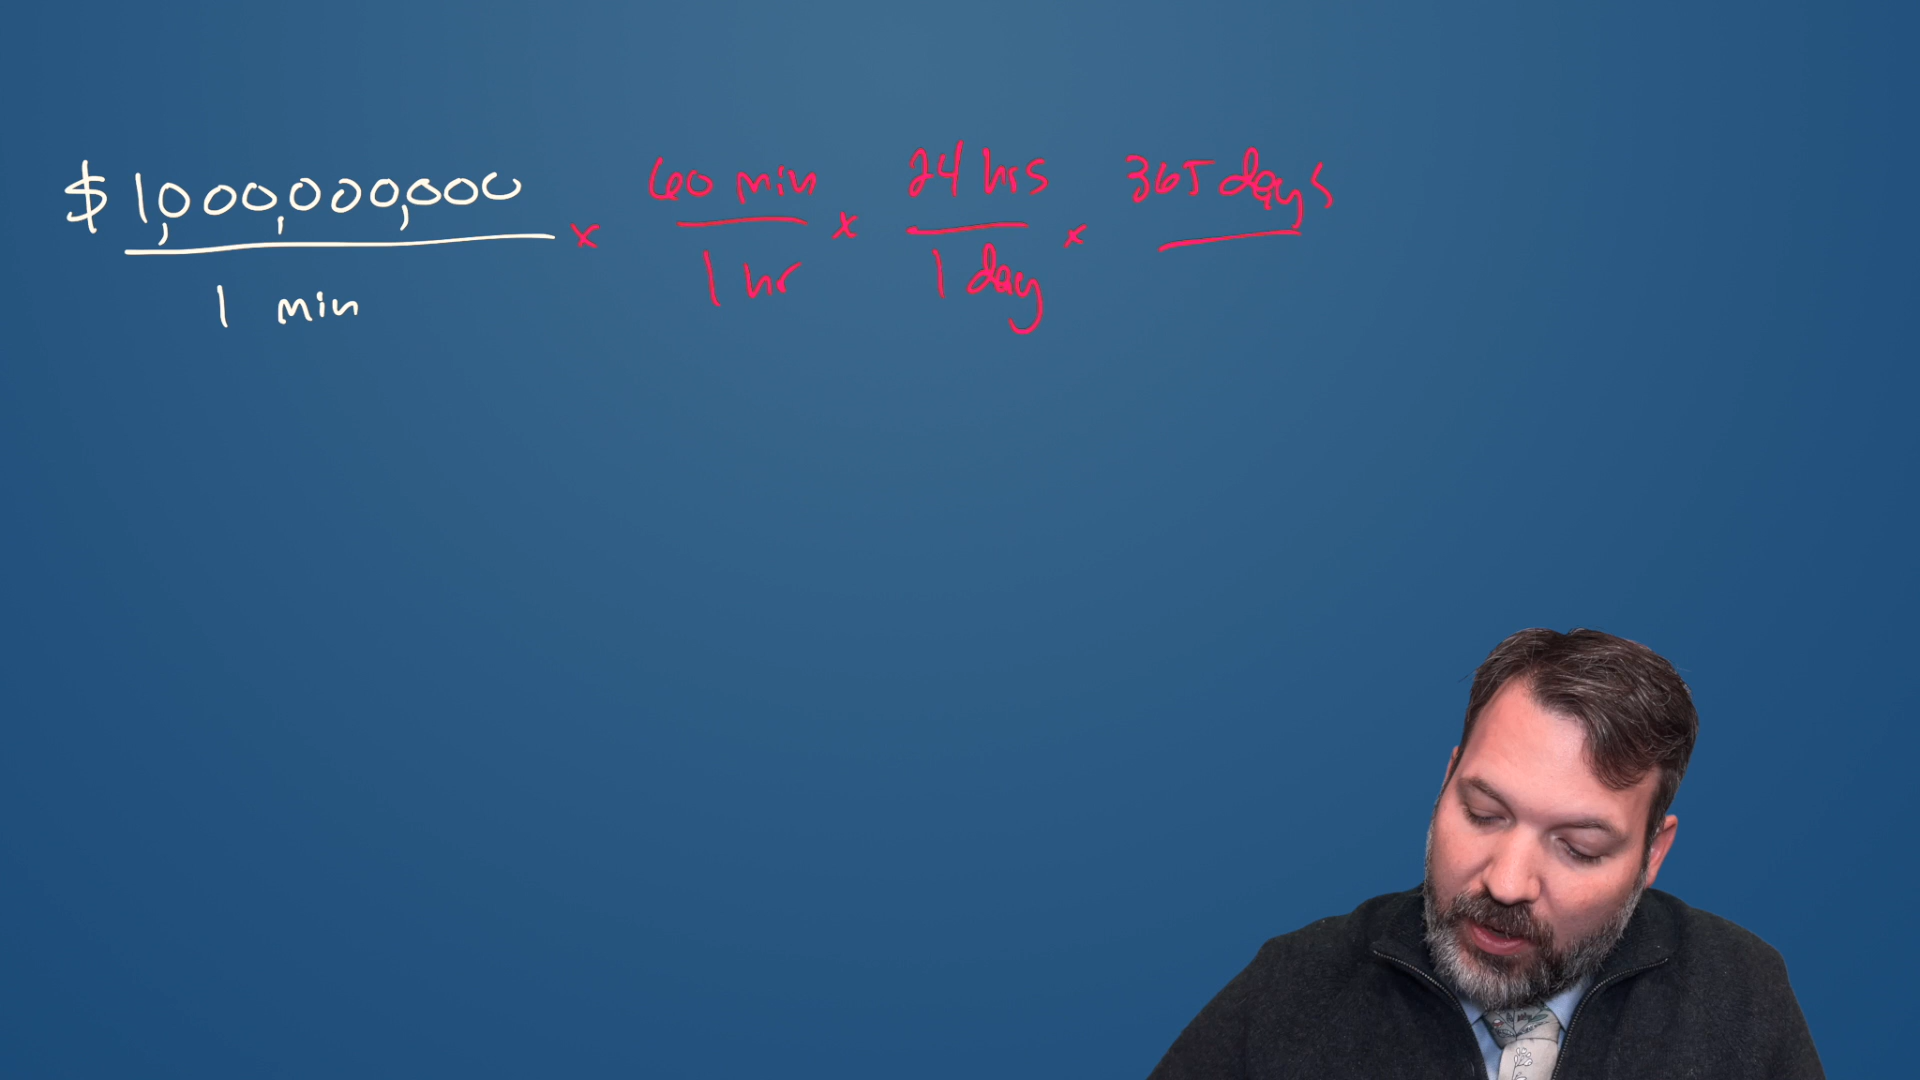 $ 1,000,000,000 x 60 min x 24 hrs x 365 days
1 min 1 hr 1 day